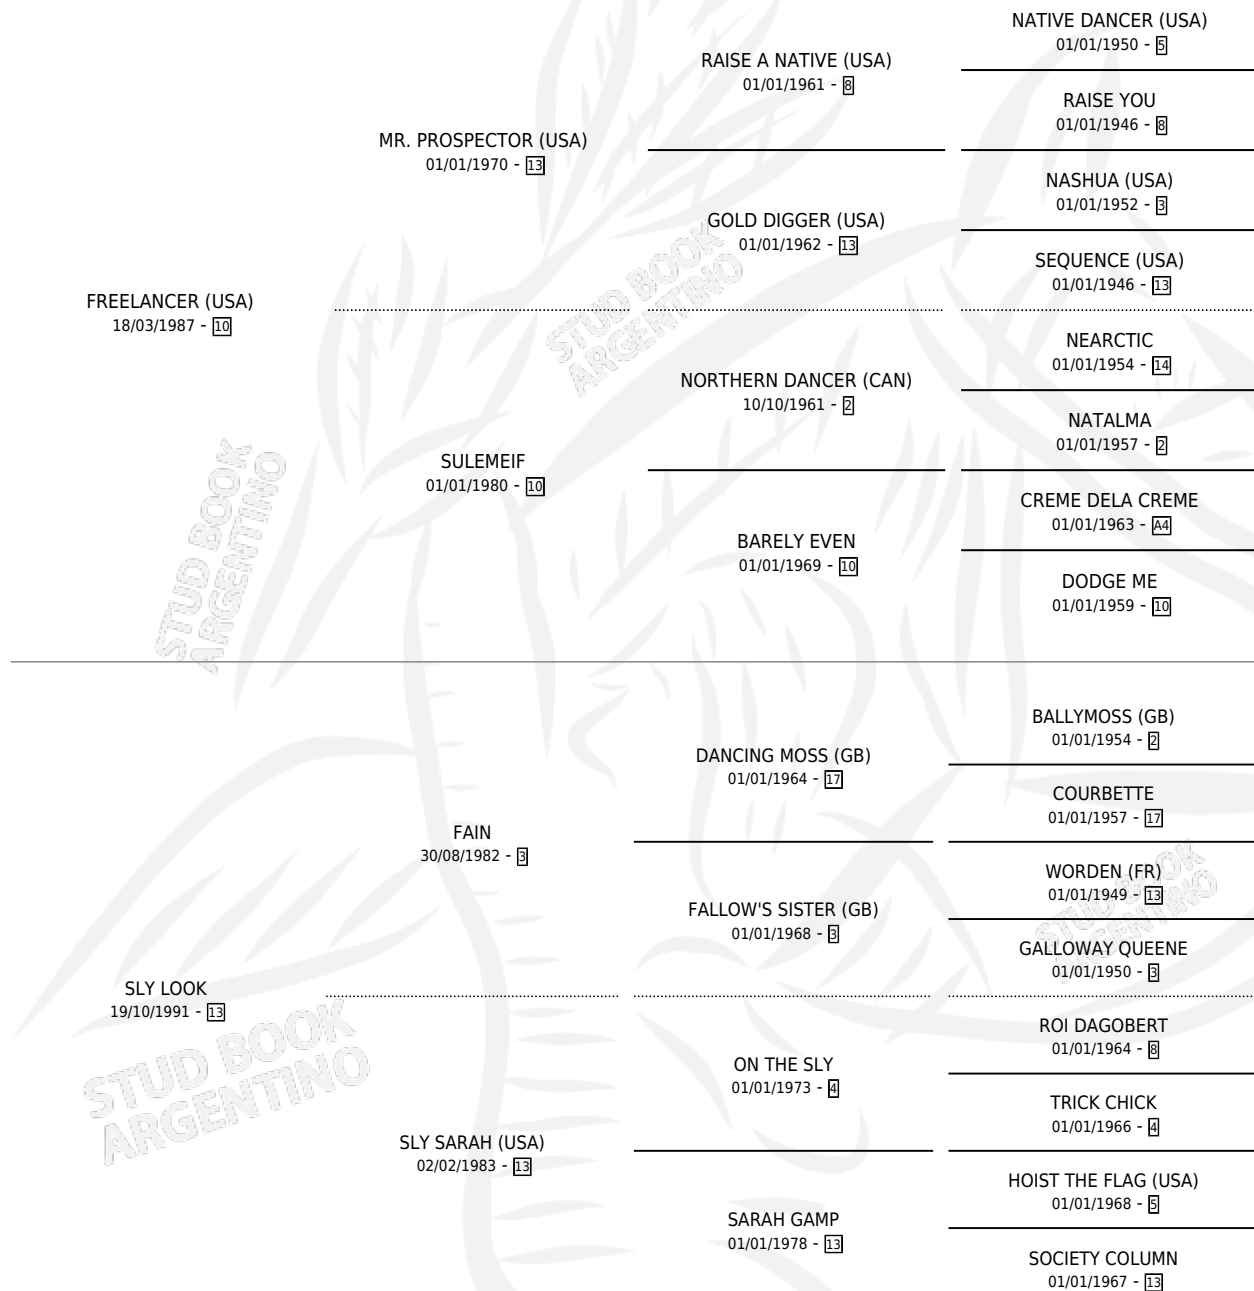 NATIVE DANCER (USA)
01/01/1950 - 5
RAISE A NATIVE (USA)
01/01/1961 - 8
RAISE YOU
01/01/1946 - 8
MR. PROSPECTOR (USA)
01/01/1970 - 13
NASHUA (USA)
01/01/1952 - 3
GOLD DIGGER (USA)
01/01/1962 - 13
SEQUENCE (USA)
01/01/1946 - 13
FREELANCER (USA)
18/03/1987 - 10
NEARCTIC
01/01/1954 - 14
NORTHERN DANCER (CAN)
10/10/1961 - 2
NATALMA
01/01/1957 - 2
SULEMEIF
01/01/1980 - 10
CREME DELA CREME
01/01/1963 - A4
BARELY EVEN
01/01/1969 - 10
DODGE ME
01/01/1959 - 10
BALLYMOSS (GB)
01/01/1954 - 2
DANCING MOSS (GB)
01/01/1964 - 17
COURBETTE
01/01/1957 - 17
FAIN
30/08/1982 - 3
WORDEN (FR)
01/01/1949 - 13
FALLOW'S SISTER (GB)
01/01/1968 - 3
GALLOWAY QUEENE
01/01/1950 - 3
SLY LOOK
19/10/1991 - 13
ROI DAGOBERT
01/01/1964 - 8
ON THE SLY
01/01/1973 - 4
TRICK CHICK
01/01/1966 - 4
SLY SARAH (USA)
02/02/1983 - 13
HOIST THE FLAG (USA)
01/01/1968 - 5
SARAH GAMP
01/01/1978 - 13
SOCIETY COLUMN
01/01/1967 - 13
STUD BOOK
ARGENTINO
STUD BOOK
ARGENTINO
STUD BOOK
ARGENTINO
STUD BOOK
ARGENTINO